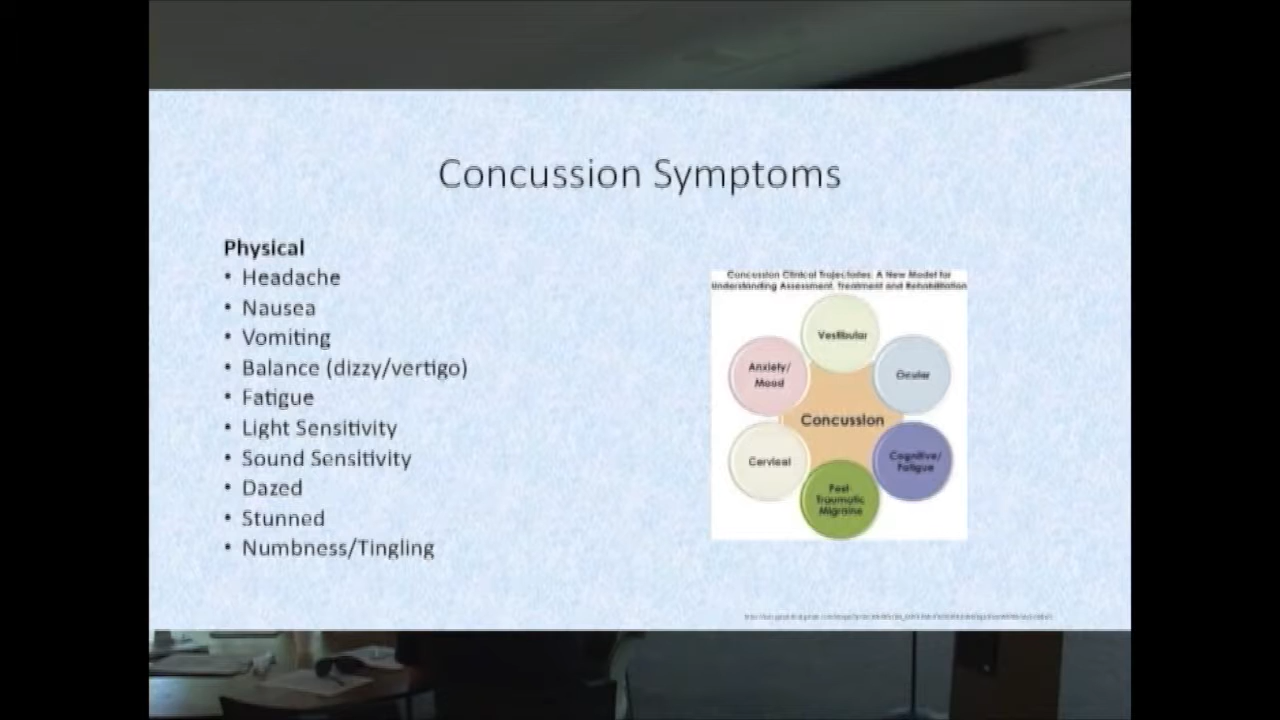 Concussion Symptoms
Physical
• Headache
• Nausea
• Vomiting
• Balance (dizzy/vertigo)
• Fatigue
• Light Sensitivity
• Sound Sensitivity
• Dazed
• Stunned
• Numbness/Tingling
Concussion Clinical Trajectories: A New Model for
Understanding Assessment, Treatment and Rehabilitation
Vestibular
Anxiety/
Mood
Ocular
Concussion
Cervical
Cognitive/
Fatigue
Post
Traumatic
Migraine